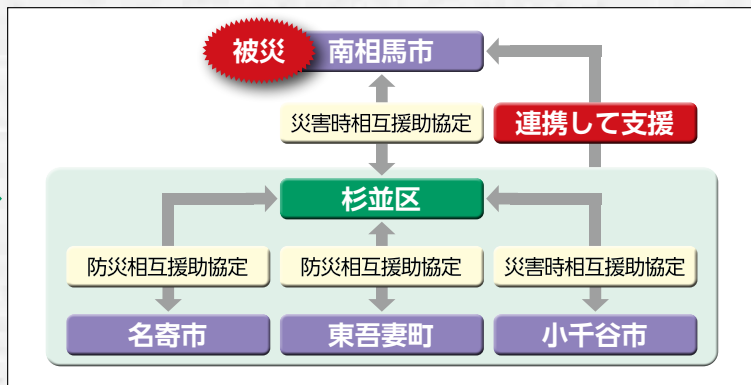 被災
南相馬市
災害時相互援助協定
連携して支援
杉並区
防災相互援助協定
防災相互援助協定
災害時相互援助協定
名寄市
東吾妻町
小千谷市